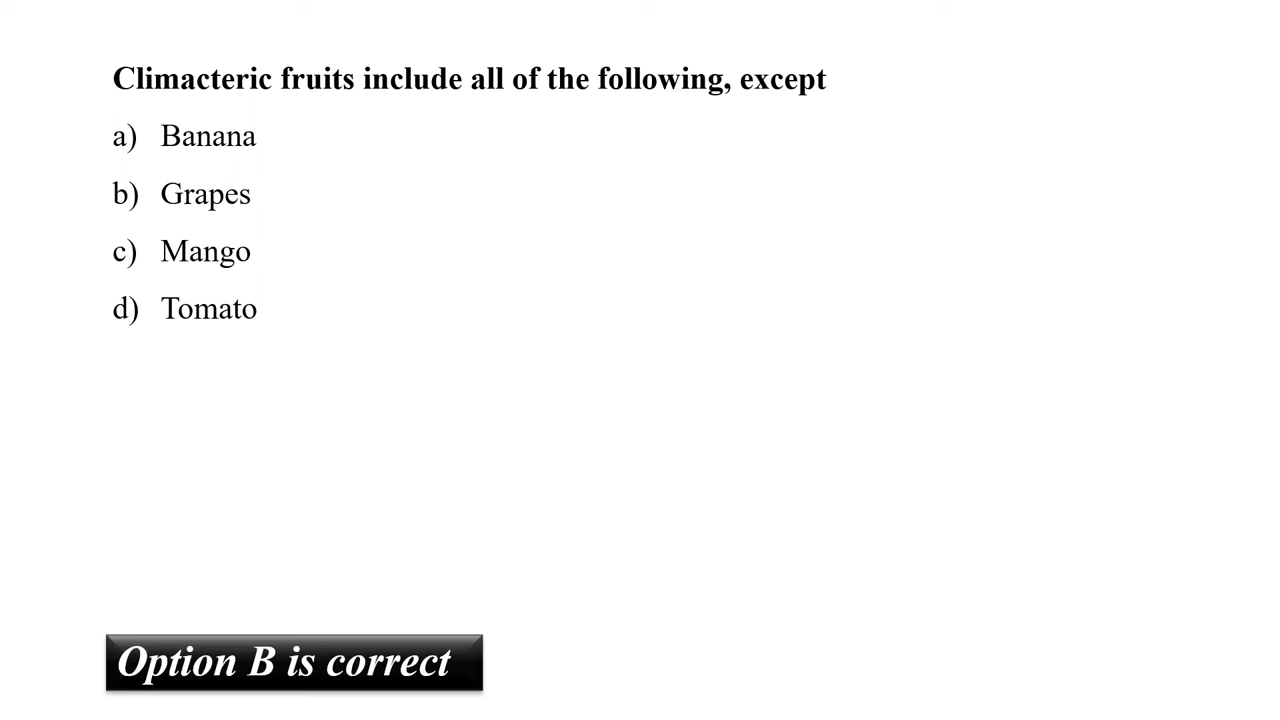 Climacteric fruits include all of the following, except
a) Banana
b) Grapes
c) Mango
d) Tomato
Option B is correct